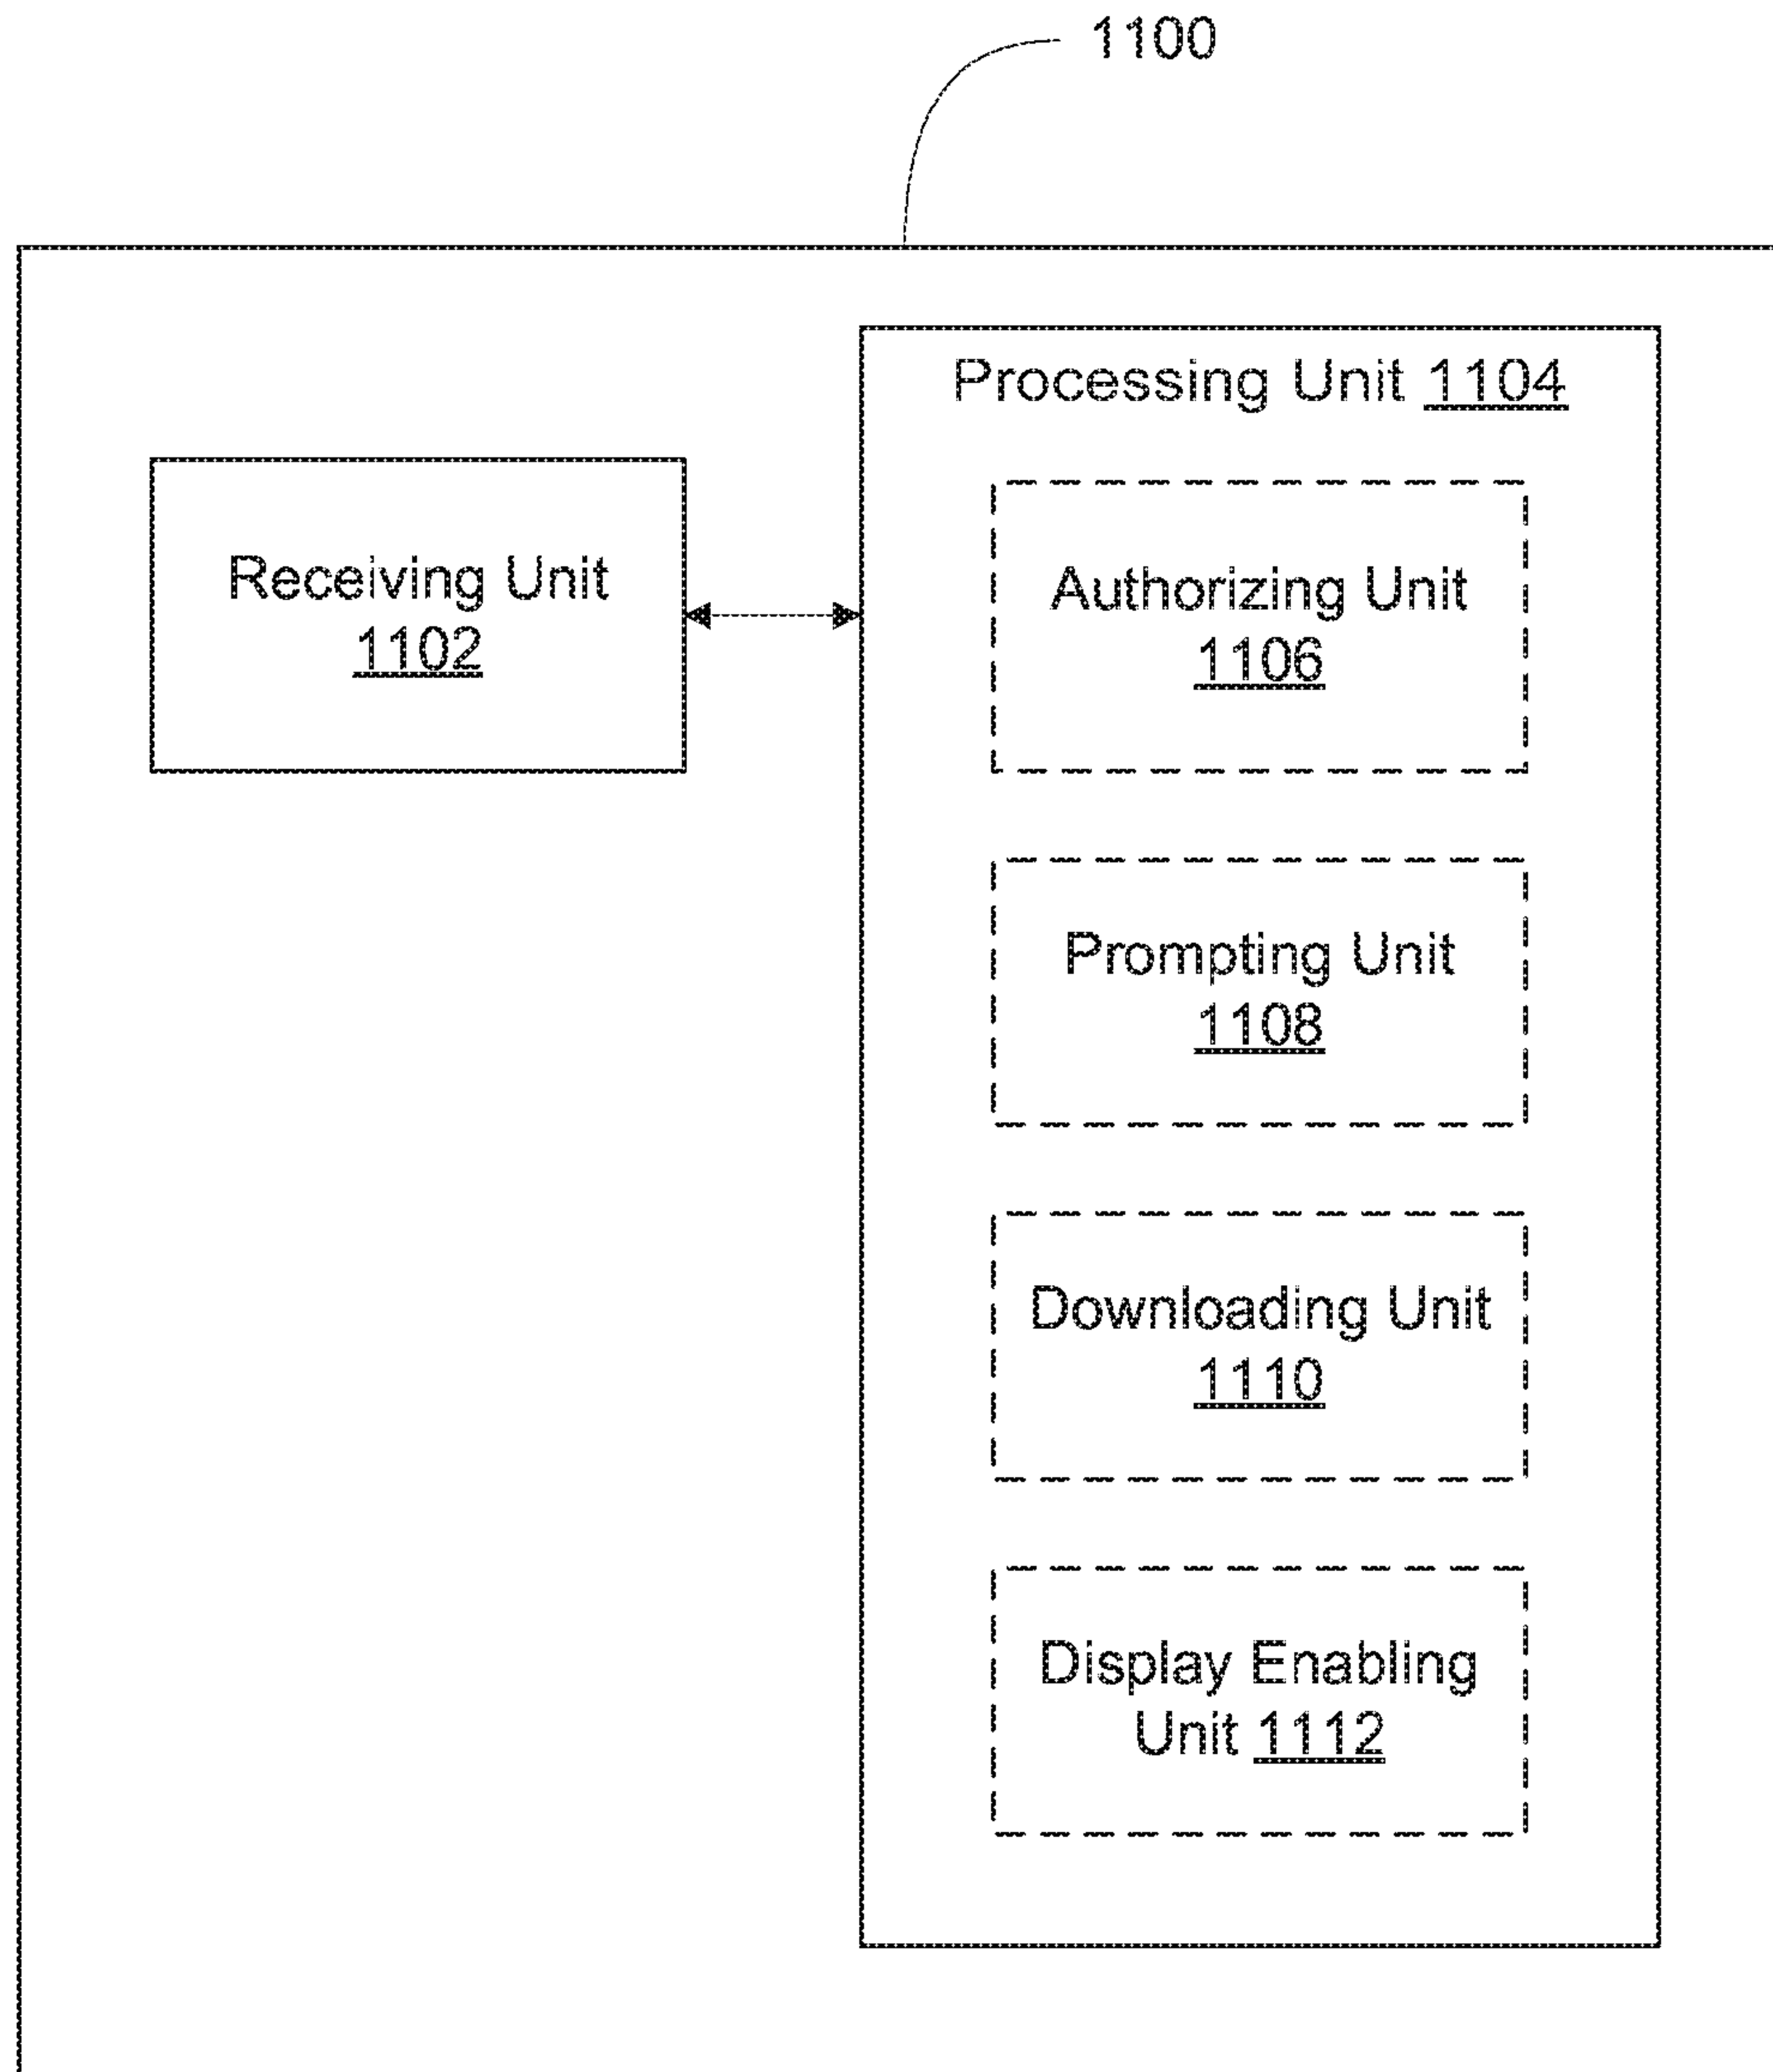 1100
Processing Unit 1104
Receiving Unit
1102
Authorizing Unit
1106
Prompting Unit
1108
Downloading Unit
1110
Display Enabling
Unit 1112